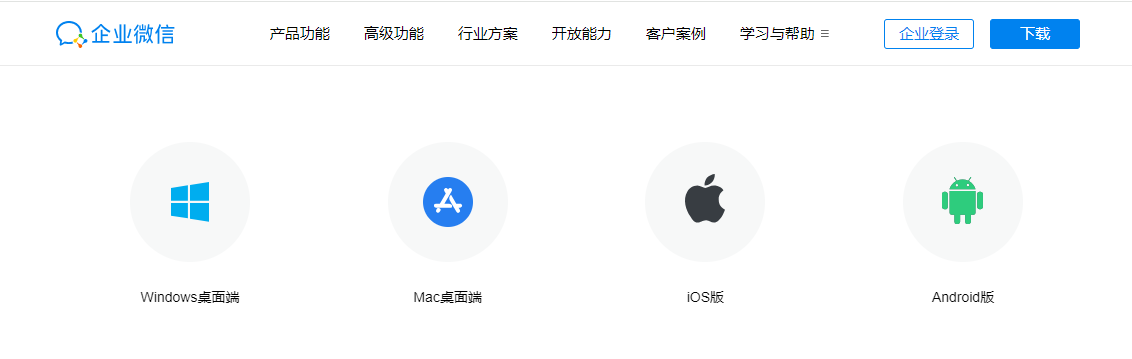 企业微信 产品功能 高级功能 行业方案 开放能力 客户案例 学习与帮助 企业登录 下载
Windows桌面端 Mac桌面端 iOS版 Android版